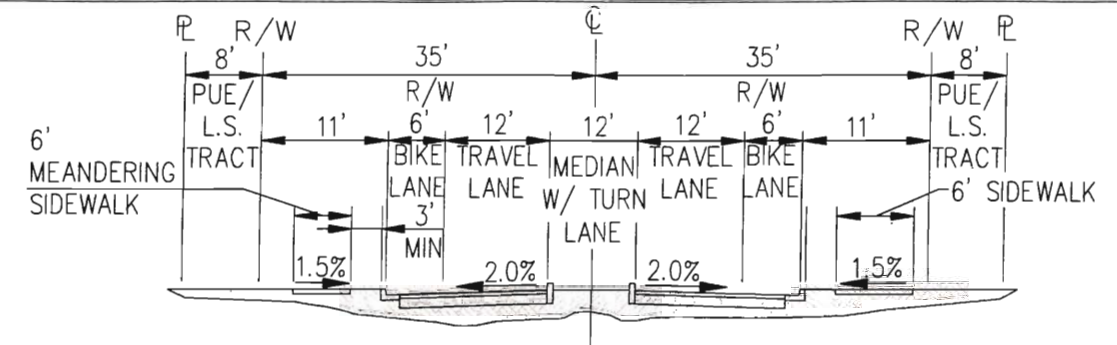 ℄
P̲L R/W R/W P̲L
8' 35' 35' 8'
PUE/ R/W R/W PUE/
L.S. L.S.
TRACT TRACT
11' 6' 12' 12' 12' 6' 11'
BIKE TRAVEL MEDIAN TRAVEL BIKE
LANE LANE W/ TURN LANE LANE
LANE
6'
MEANDERING
SIDEWALK
6' SIDEWALK
3'
MIN
1.5% 2.0% 2.0% 1.5%